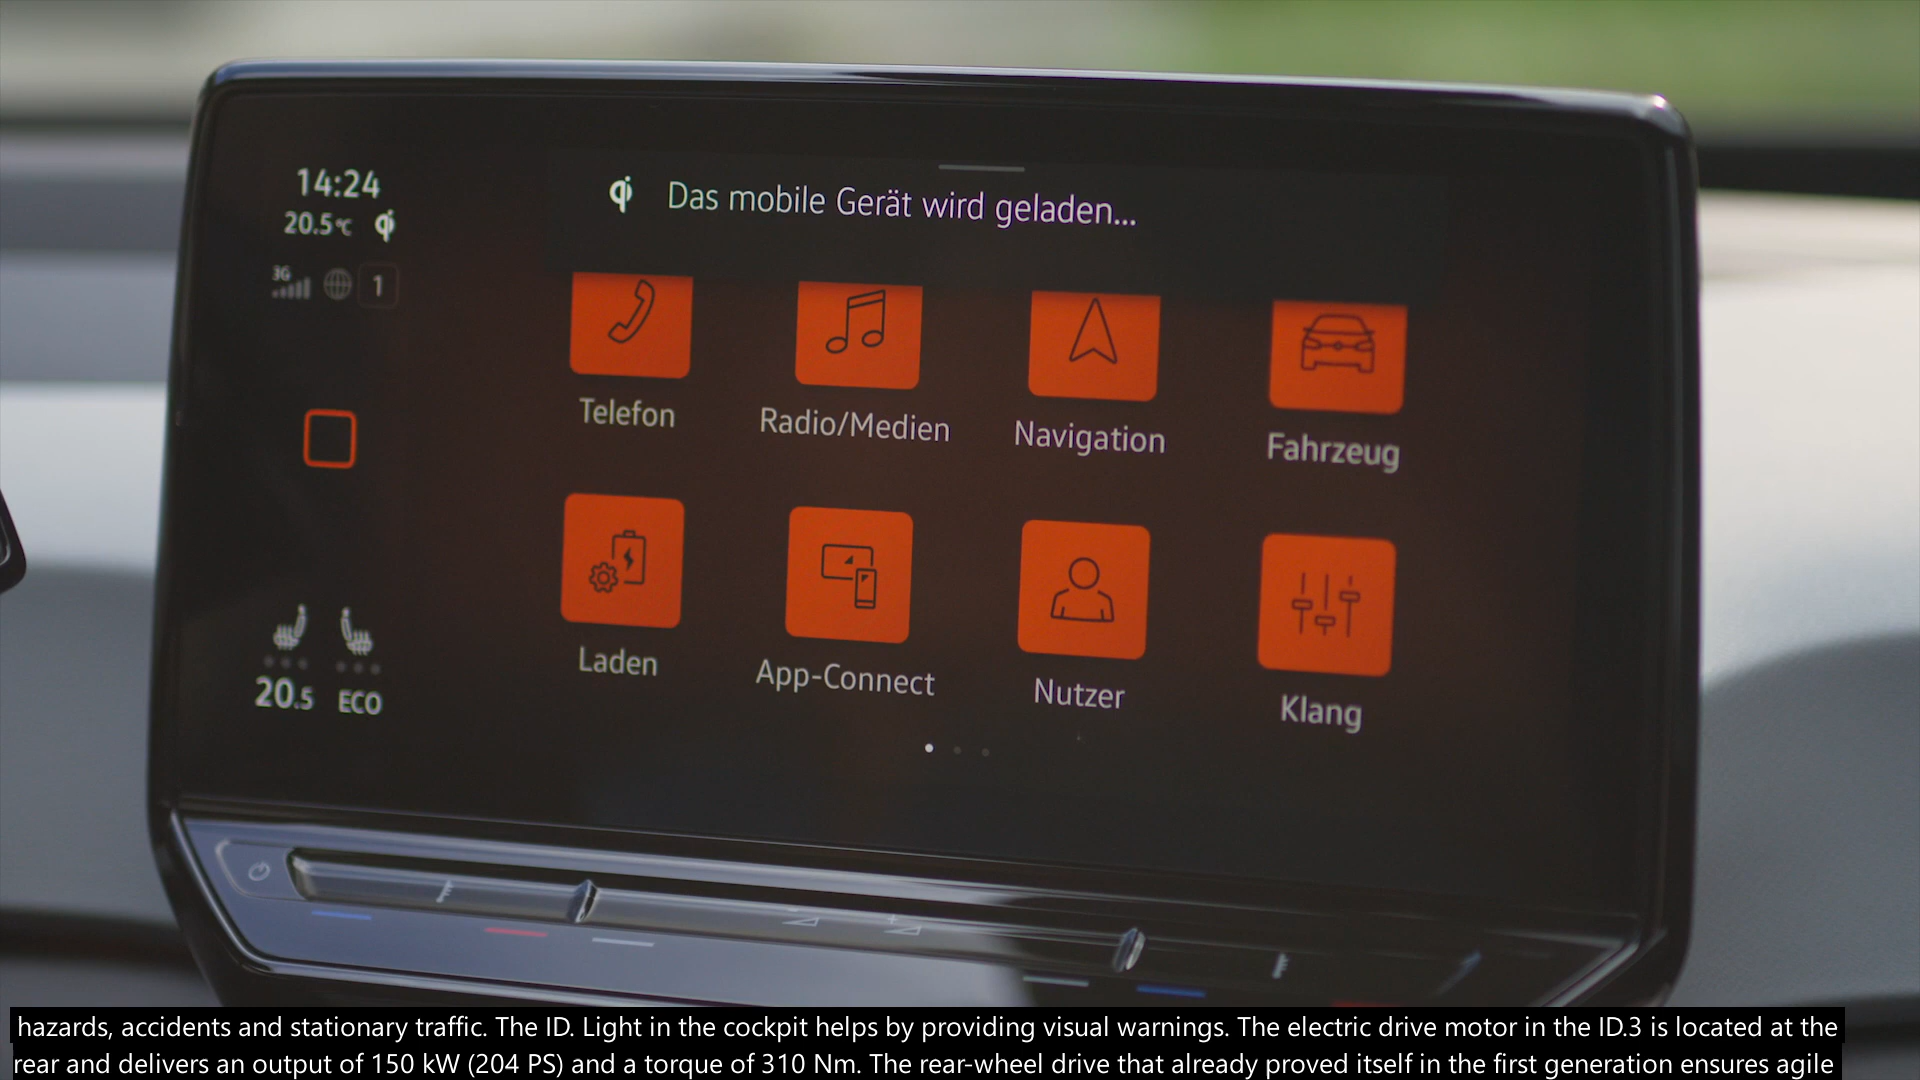 14:24
20.5°C
3G
1
Das mobile Gerät wird geladen...
Telefon
Radio/Medien
Navigation
Fahrzeug
Laden
App-Connect
Nutzer
Klang
20.5
ECO
hazards, accidents and stationary traffic. The ID. Light in the cockpit helps by providing visual warnings. The electric drive motor in the ID.3 is located at the
rear and delivers an output of 150 kW (204 PS) and a torque of 310 Nm. The rear-wheel drive that already proved itself in the first generation ensures agile